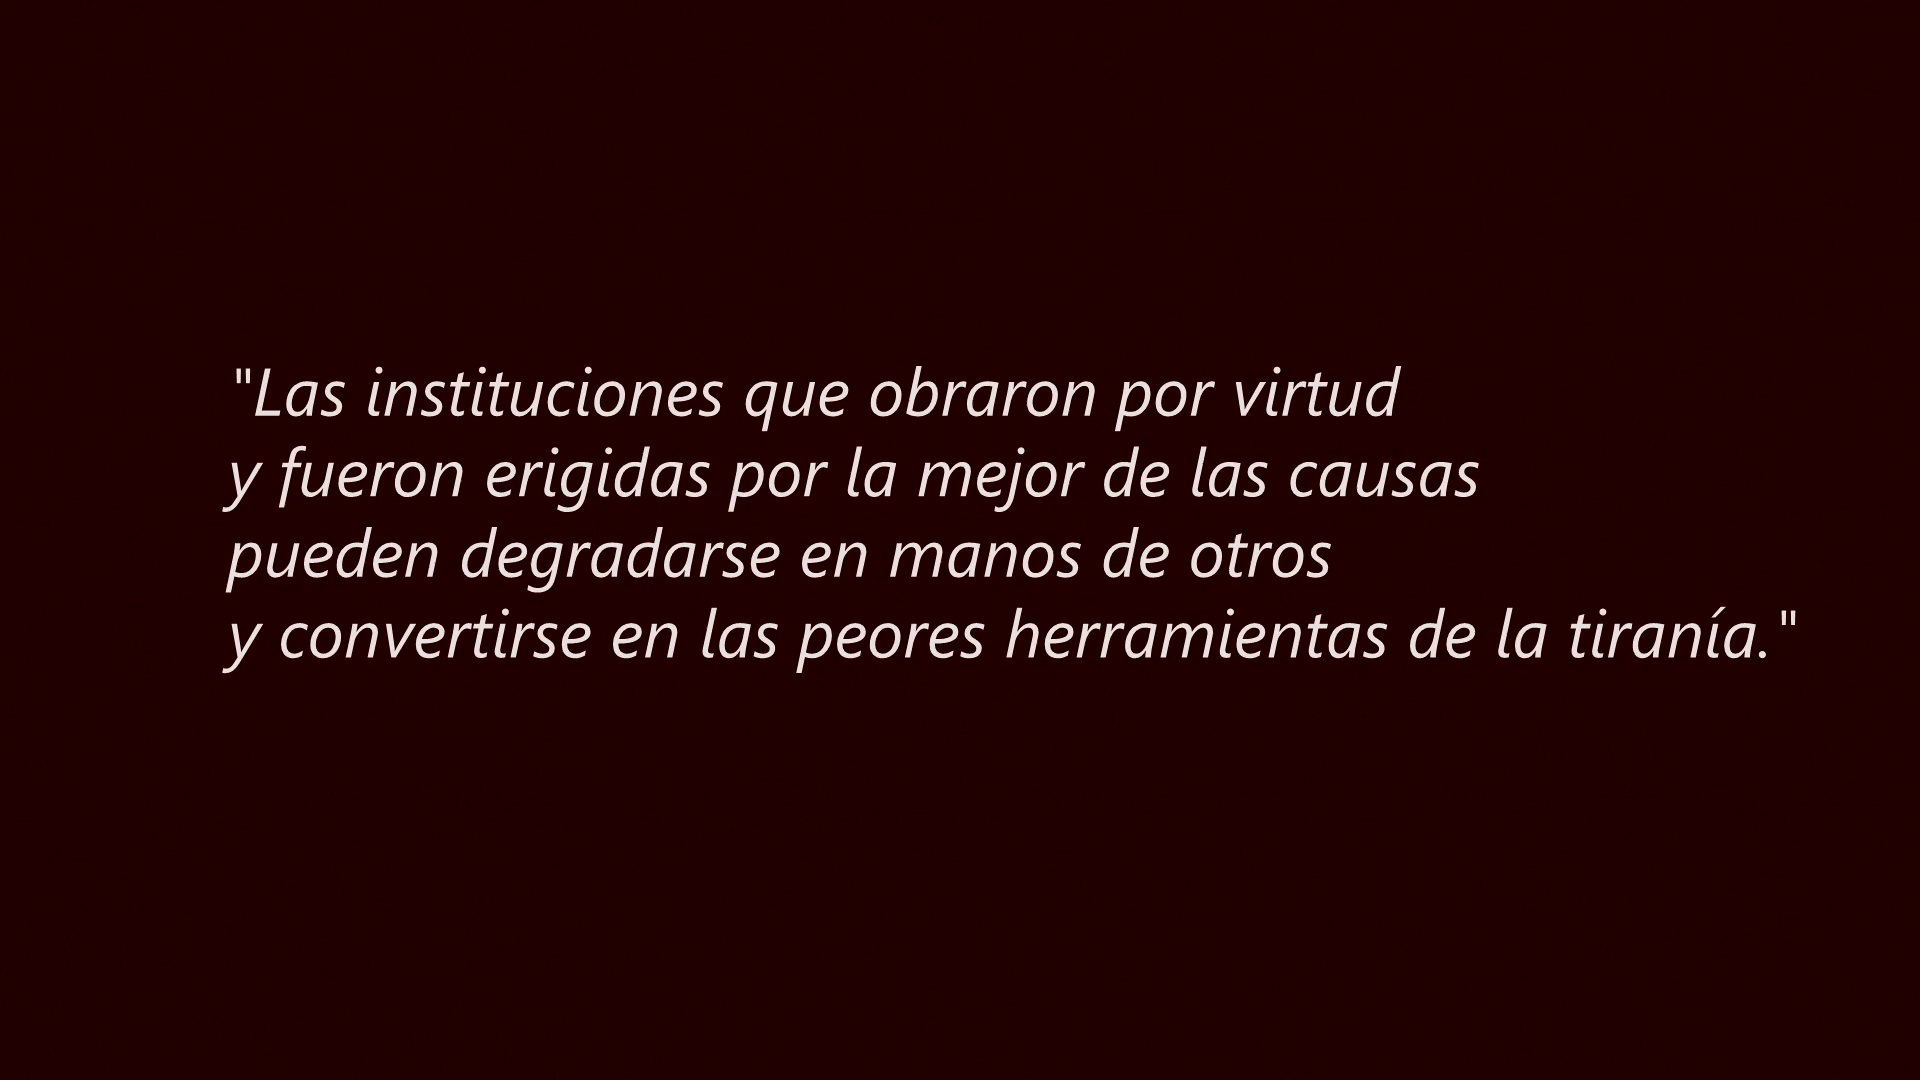 "Las instituciones que obraron por virtud
y fueron erigidas por la mejor de las causas
pueden degradarse en manos de otros
y convertirse en las peores herramientas de la tiranía."